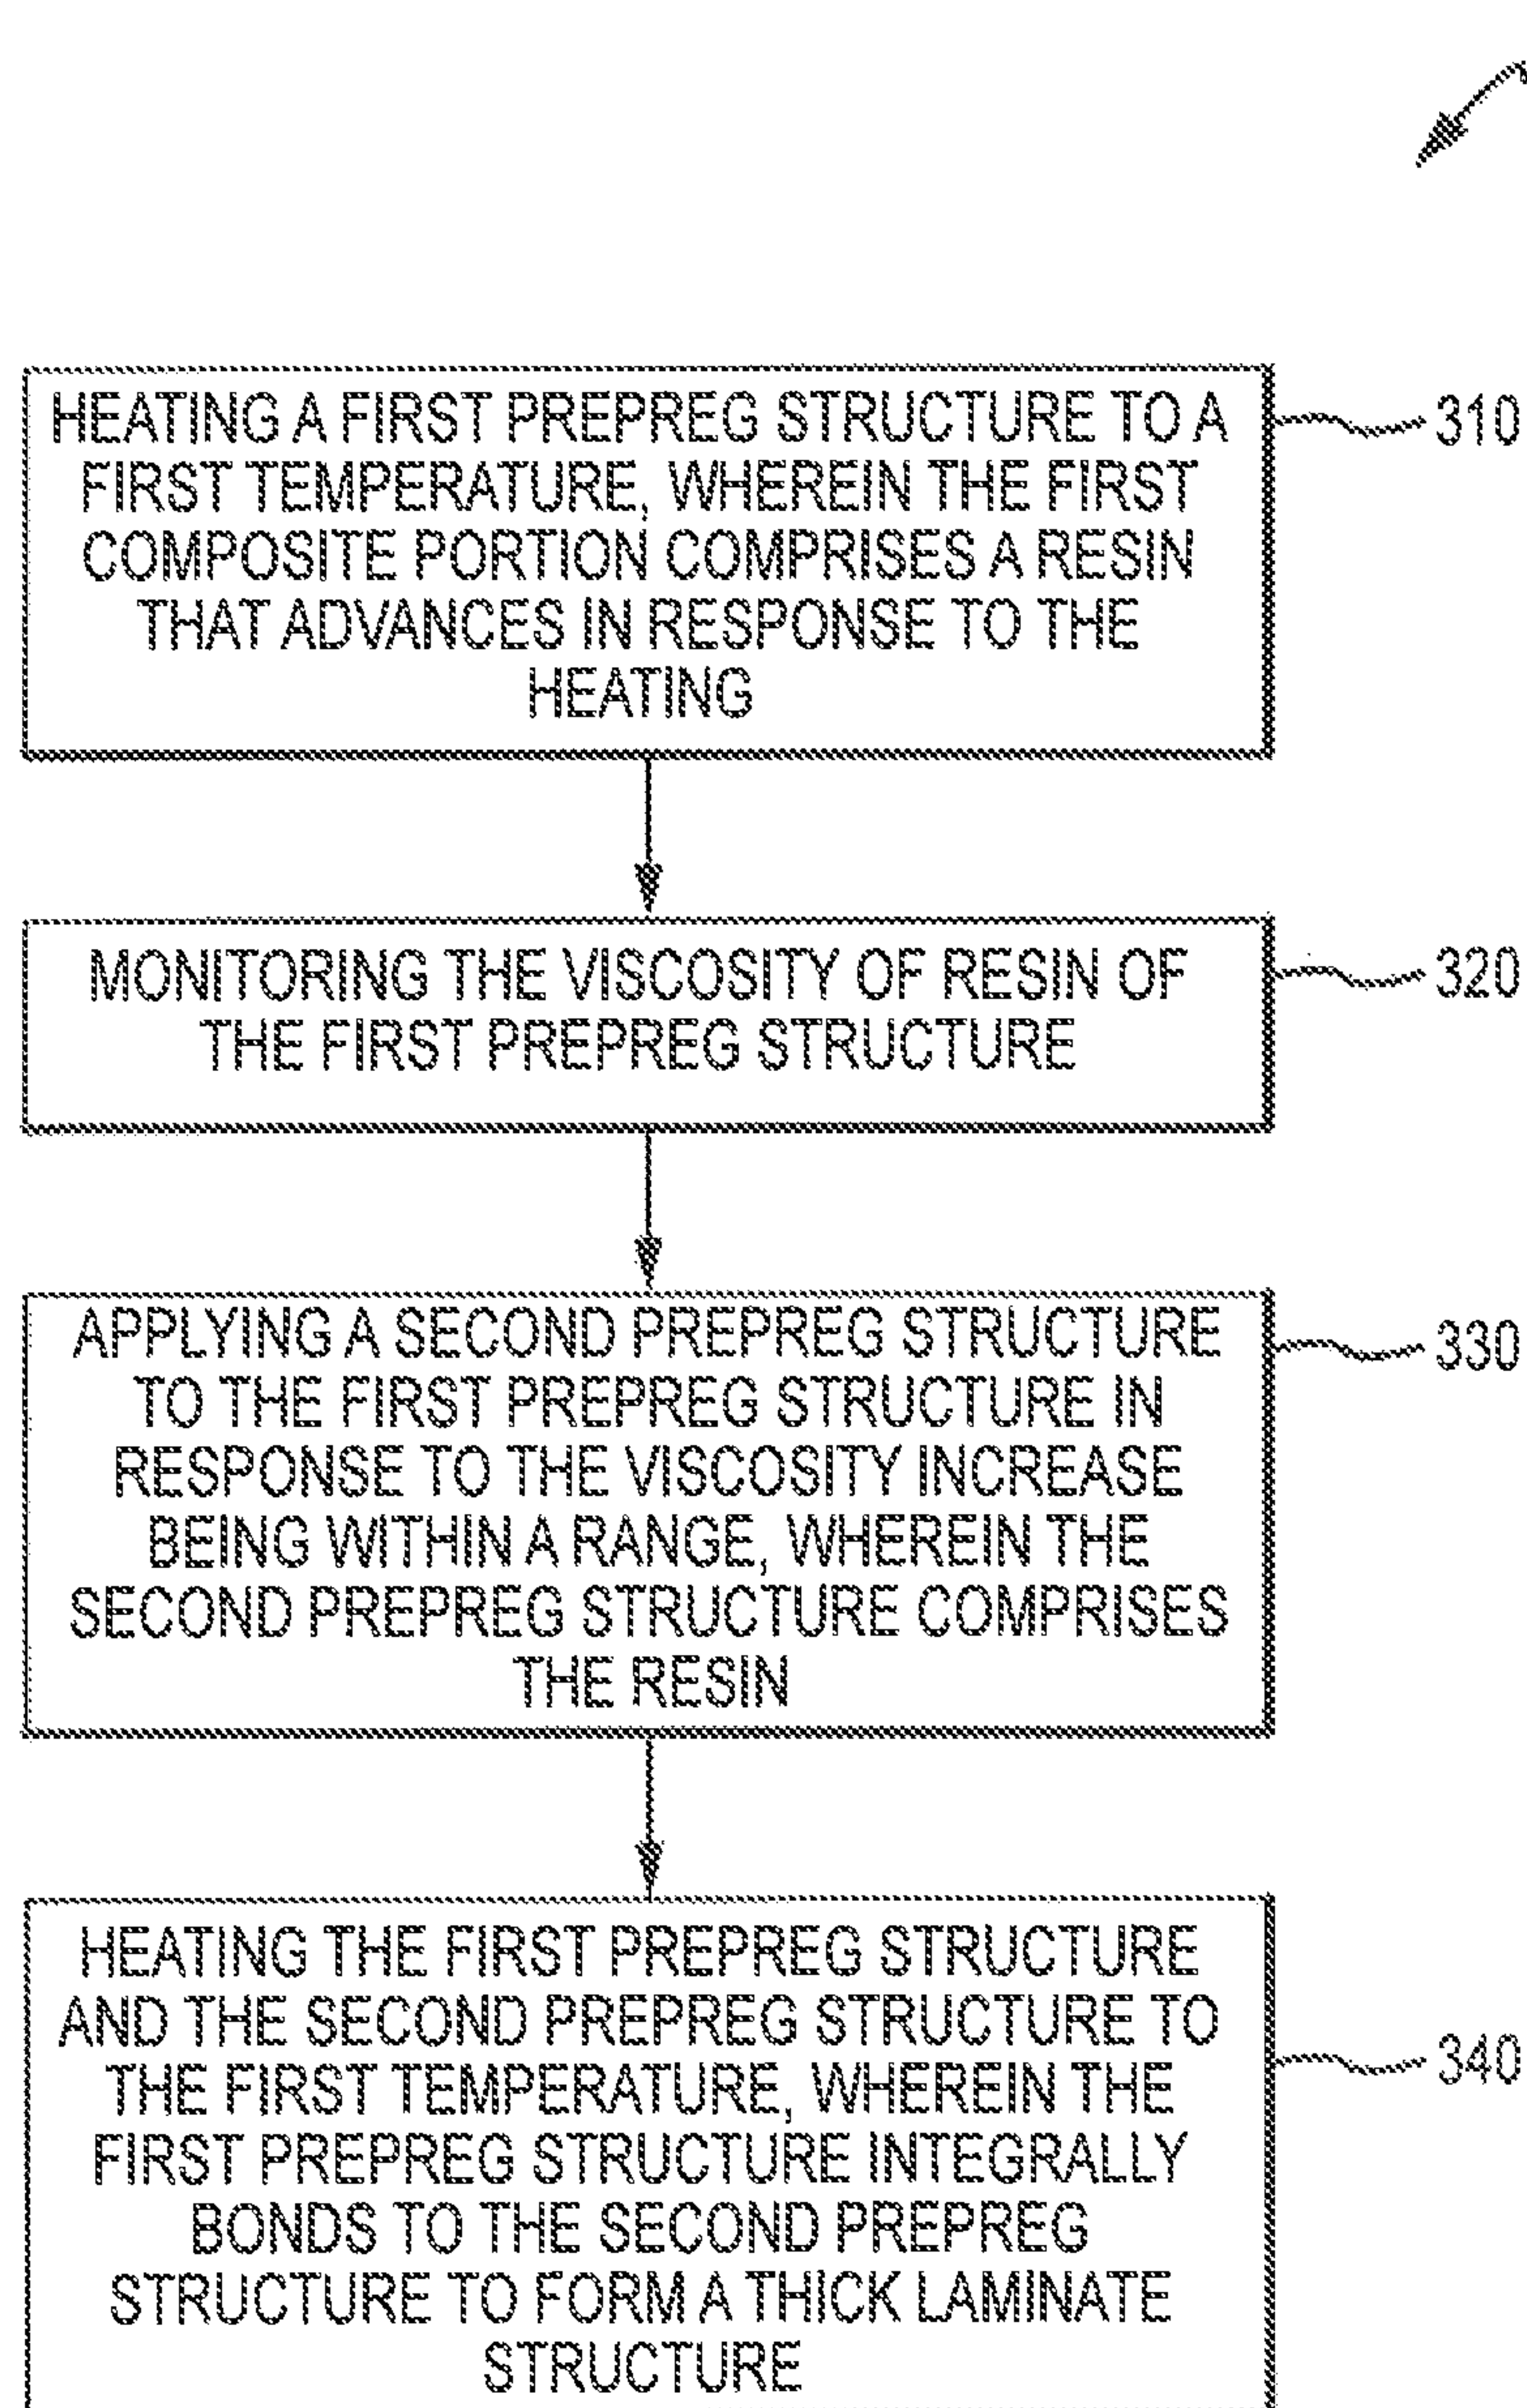 HEATING A FIRST PREPREG STRUCTURE TO A
FIRST TEMPERATURE, WHEREIN THE FIRST
COMPOSITE PORTION COMPRISES A RESIN
THAT ADVANCES IN RESPONSE TO THE
HEATING
310
MONITORING THE VISCOSITY OF RESIN OF
THE FIRST PREPREG STRUCTURE
320
APPLYING A SECOND PREPREG STRUCTURE
TO THE FIRST PREPREG STRUCTURE IN
RESPONSE TO THE VISCOSITY INCREASE
BEING WITHIN A RANGE, WHEREIN THE
SECOND PREPREG STRUCTURE COMPRISES
THE RESIN
330
HEATING THE FIRST PREPREG STRUCTURE
AND THE SECOND PREPREG STRUCTURE TO
THE FIRST TEMPERATURE, WHEREIN THE
FIRST PREPREG STRUCTURE INTEGRALLY
BONDS TO THE SECOND PREPREG
STRUCTURE TO FORM A THICK LAMINATE
STRUCTURE
340